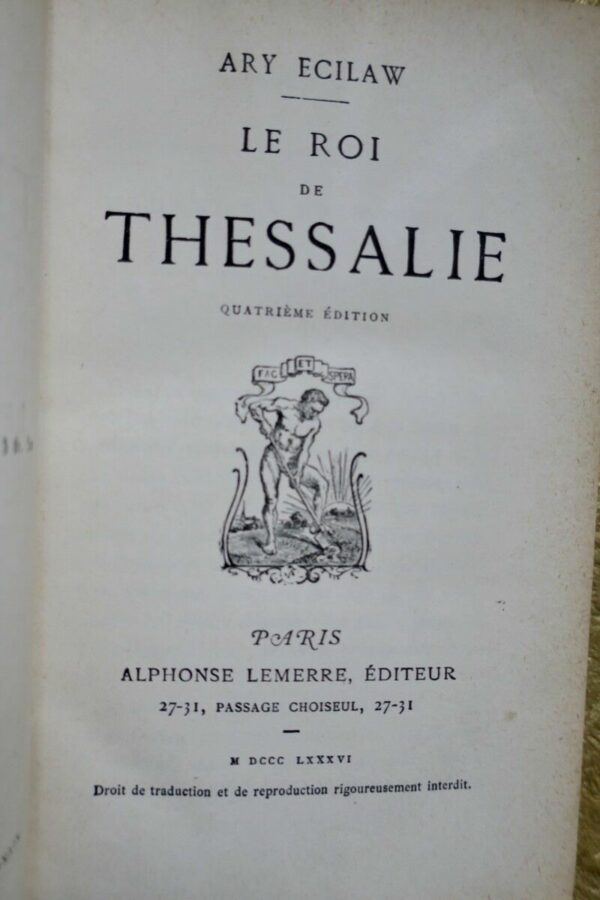 ARY ECILAW
LE ROI
DE
THESSALIE
QUATRIÈME ÉDITION
FAC ET SPERA
PARIS
ALPHONSE LEMERRE, ÉDITEUR
27-31, PASSAGE CHOISEUL, 27-31
M DCCC LXXXVI
Droit de traduction et de reproduction rigoureusement interdit.